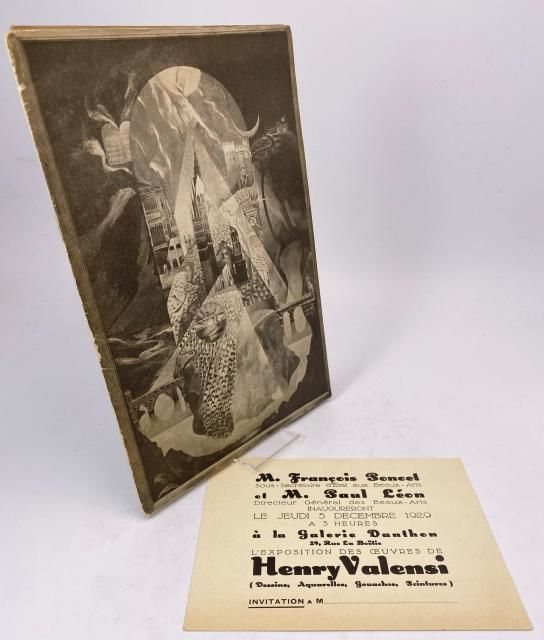 M. François Poncet
Sous-Secrétaire d'État aux Beaux-Arts
et M. Paul Léon
Directeur Général des Beaux-Arts
INAUGURERONT
LE JEUDI 5 DÉCEMBRE 1929
A 3 HEURES
à la Galerie Danthon
29, Rue La Boëtie
L'EXPOSITION DES ŒUVRES DE
Henry Valensi
( Dessins, Aquarelles, Gouaches, Peintures )
INVITATION A M